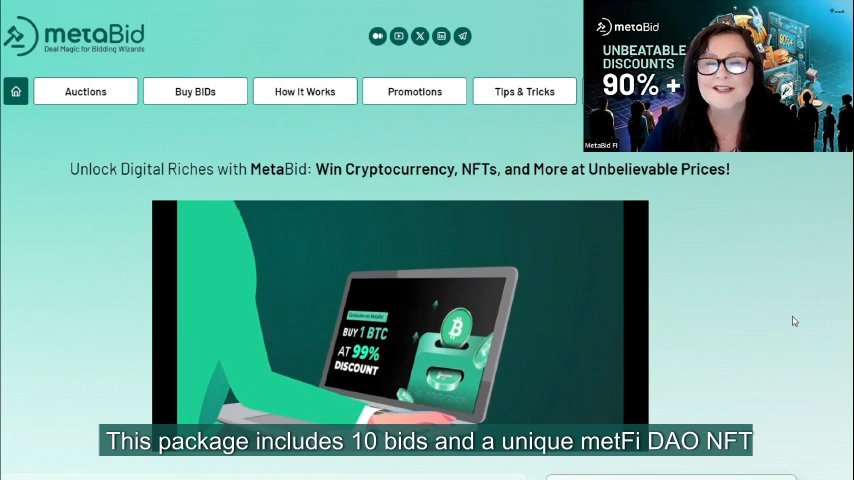 metaBid
Deal Magic for Bidding Wizards
Auctions
Buy BIDs
How It Works
Promotions
Tips & Tricks
metaBid
UNBEATABLE
DISCOUNTS
90% +
MetaBid FI
Unlock Digital Riches with MetaBid: Win Cryptocurrency, NFTs, and More at Unbelievable Prices!
BUY 1 BTC
AT 99%
DISCOUNT
This package includes 10 bids and a unique metFi DAO NFT